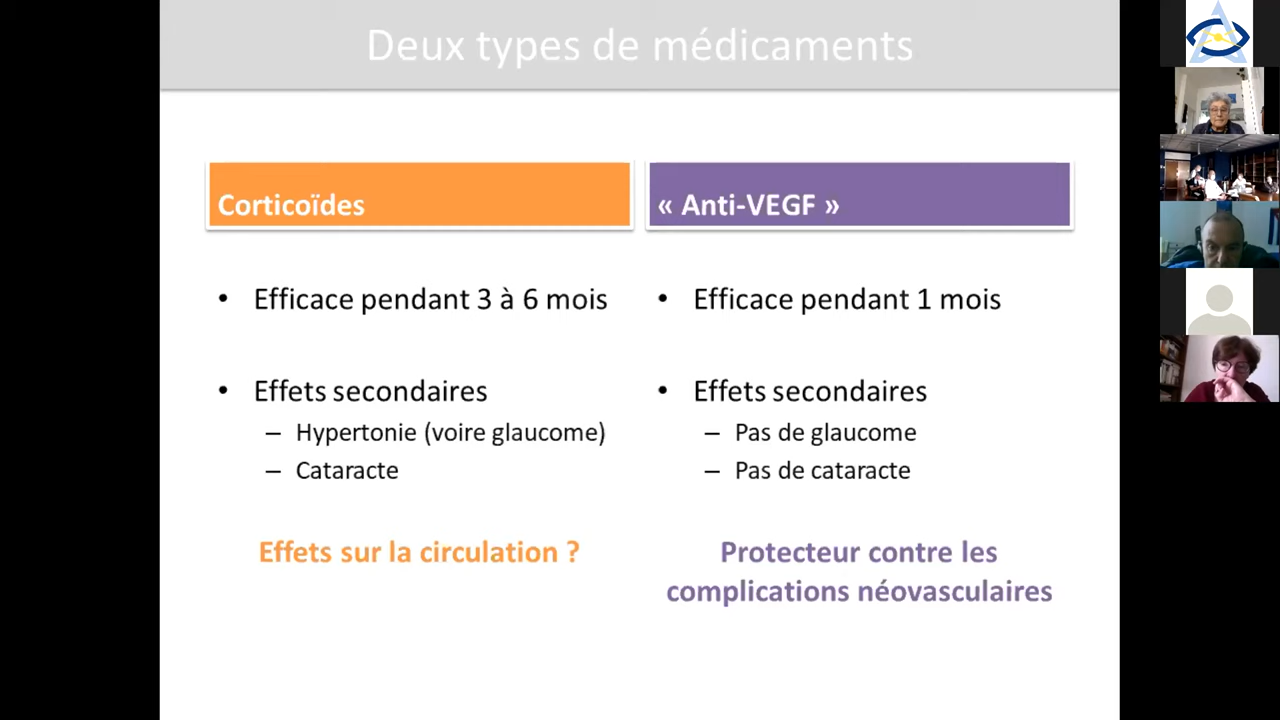 Deux types de médicaments
Corticoïdes
• Efficace pendant 3 à 6 mois
• Effets secondaires
– Hypertonie (voire glaucome)
– Cataracte
Effets sur la circulation ?
« Anti-VEGF »
• Efficace pendant 1 mois
• Effets secondaires
– Pas de glaucome
– Pas de cataracte
Protecteur contre les
complications néovasculaires